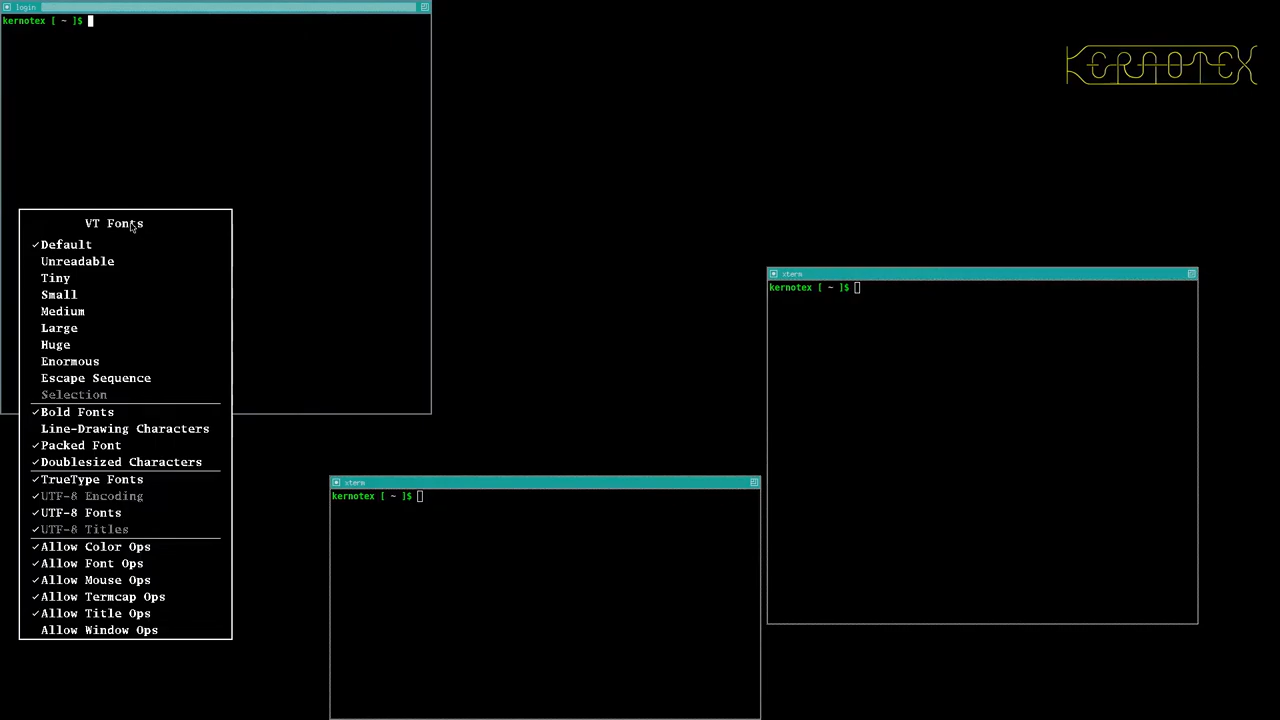 login
kernotex [ ~ ]$
KERNOTEX
VT Fonts
✓Default
Unreadable
Tiny
Small
Medium
Large
Huge
Enormous
Escape Sequence
Selection
✓Bold Fonts
Line-Drawing Characters
✓Packed Font
✓Doublesized Characters
✓TrueType Fonts
✓UTF-8 Encoding
✓UTF-8 Fonts
✓UTF-8 Titles
✓Allow Color Ops
✓Allow Font Ops
✓Allow Mouse Ops
✓Allow Termcap Ops
✓Allow Title Ops
Allow Window Ops
xterm
kernotex [ ~ ]$
xterm
kernotex [ ~ ]$